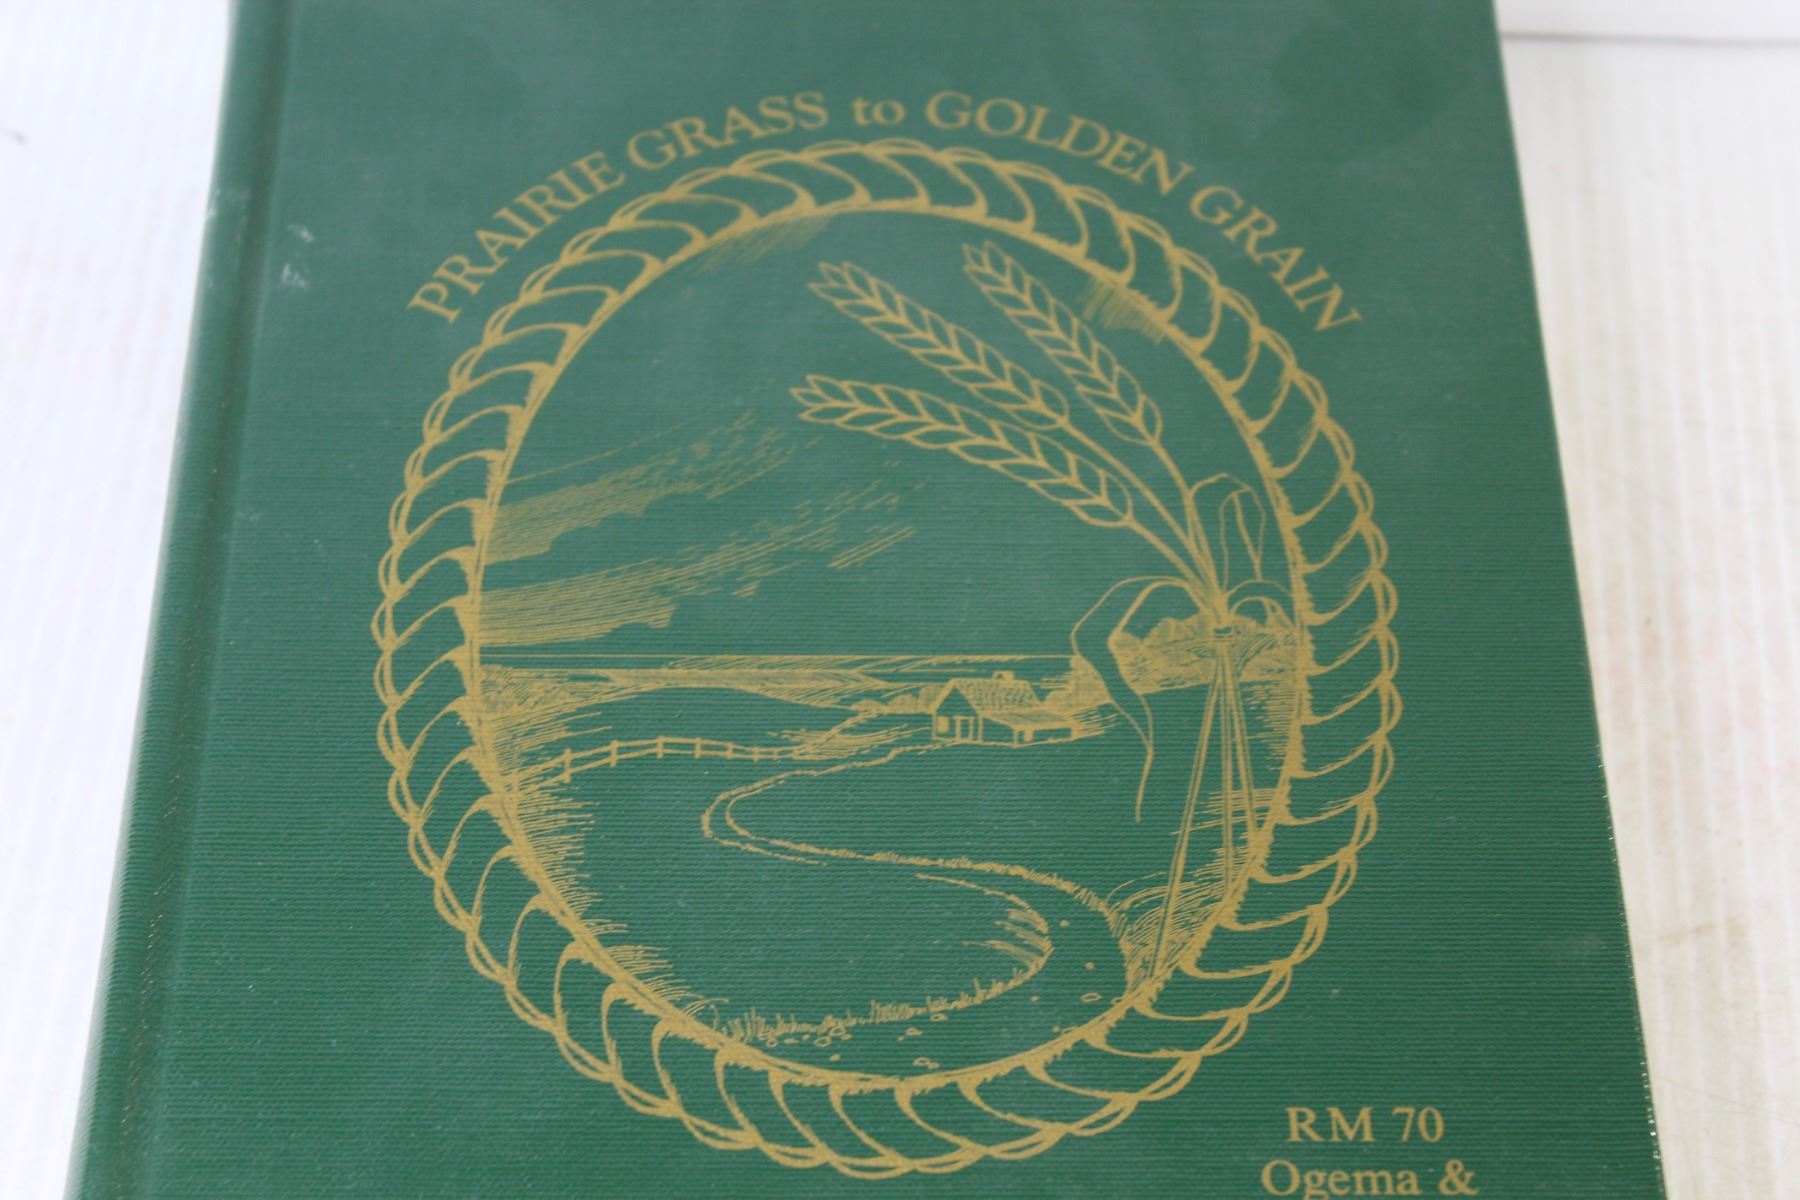 PRAIRIE GRASS to GOLDEN GRAIN
RM 70
Ogema &